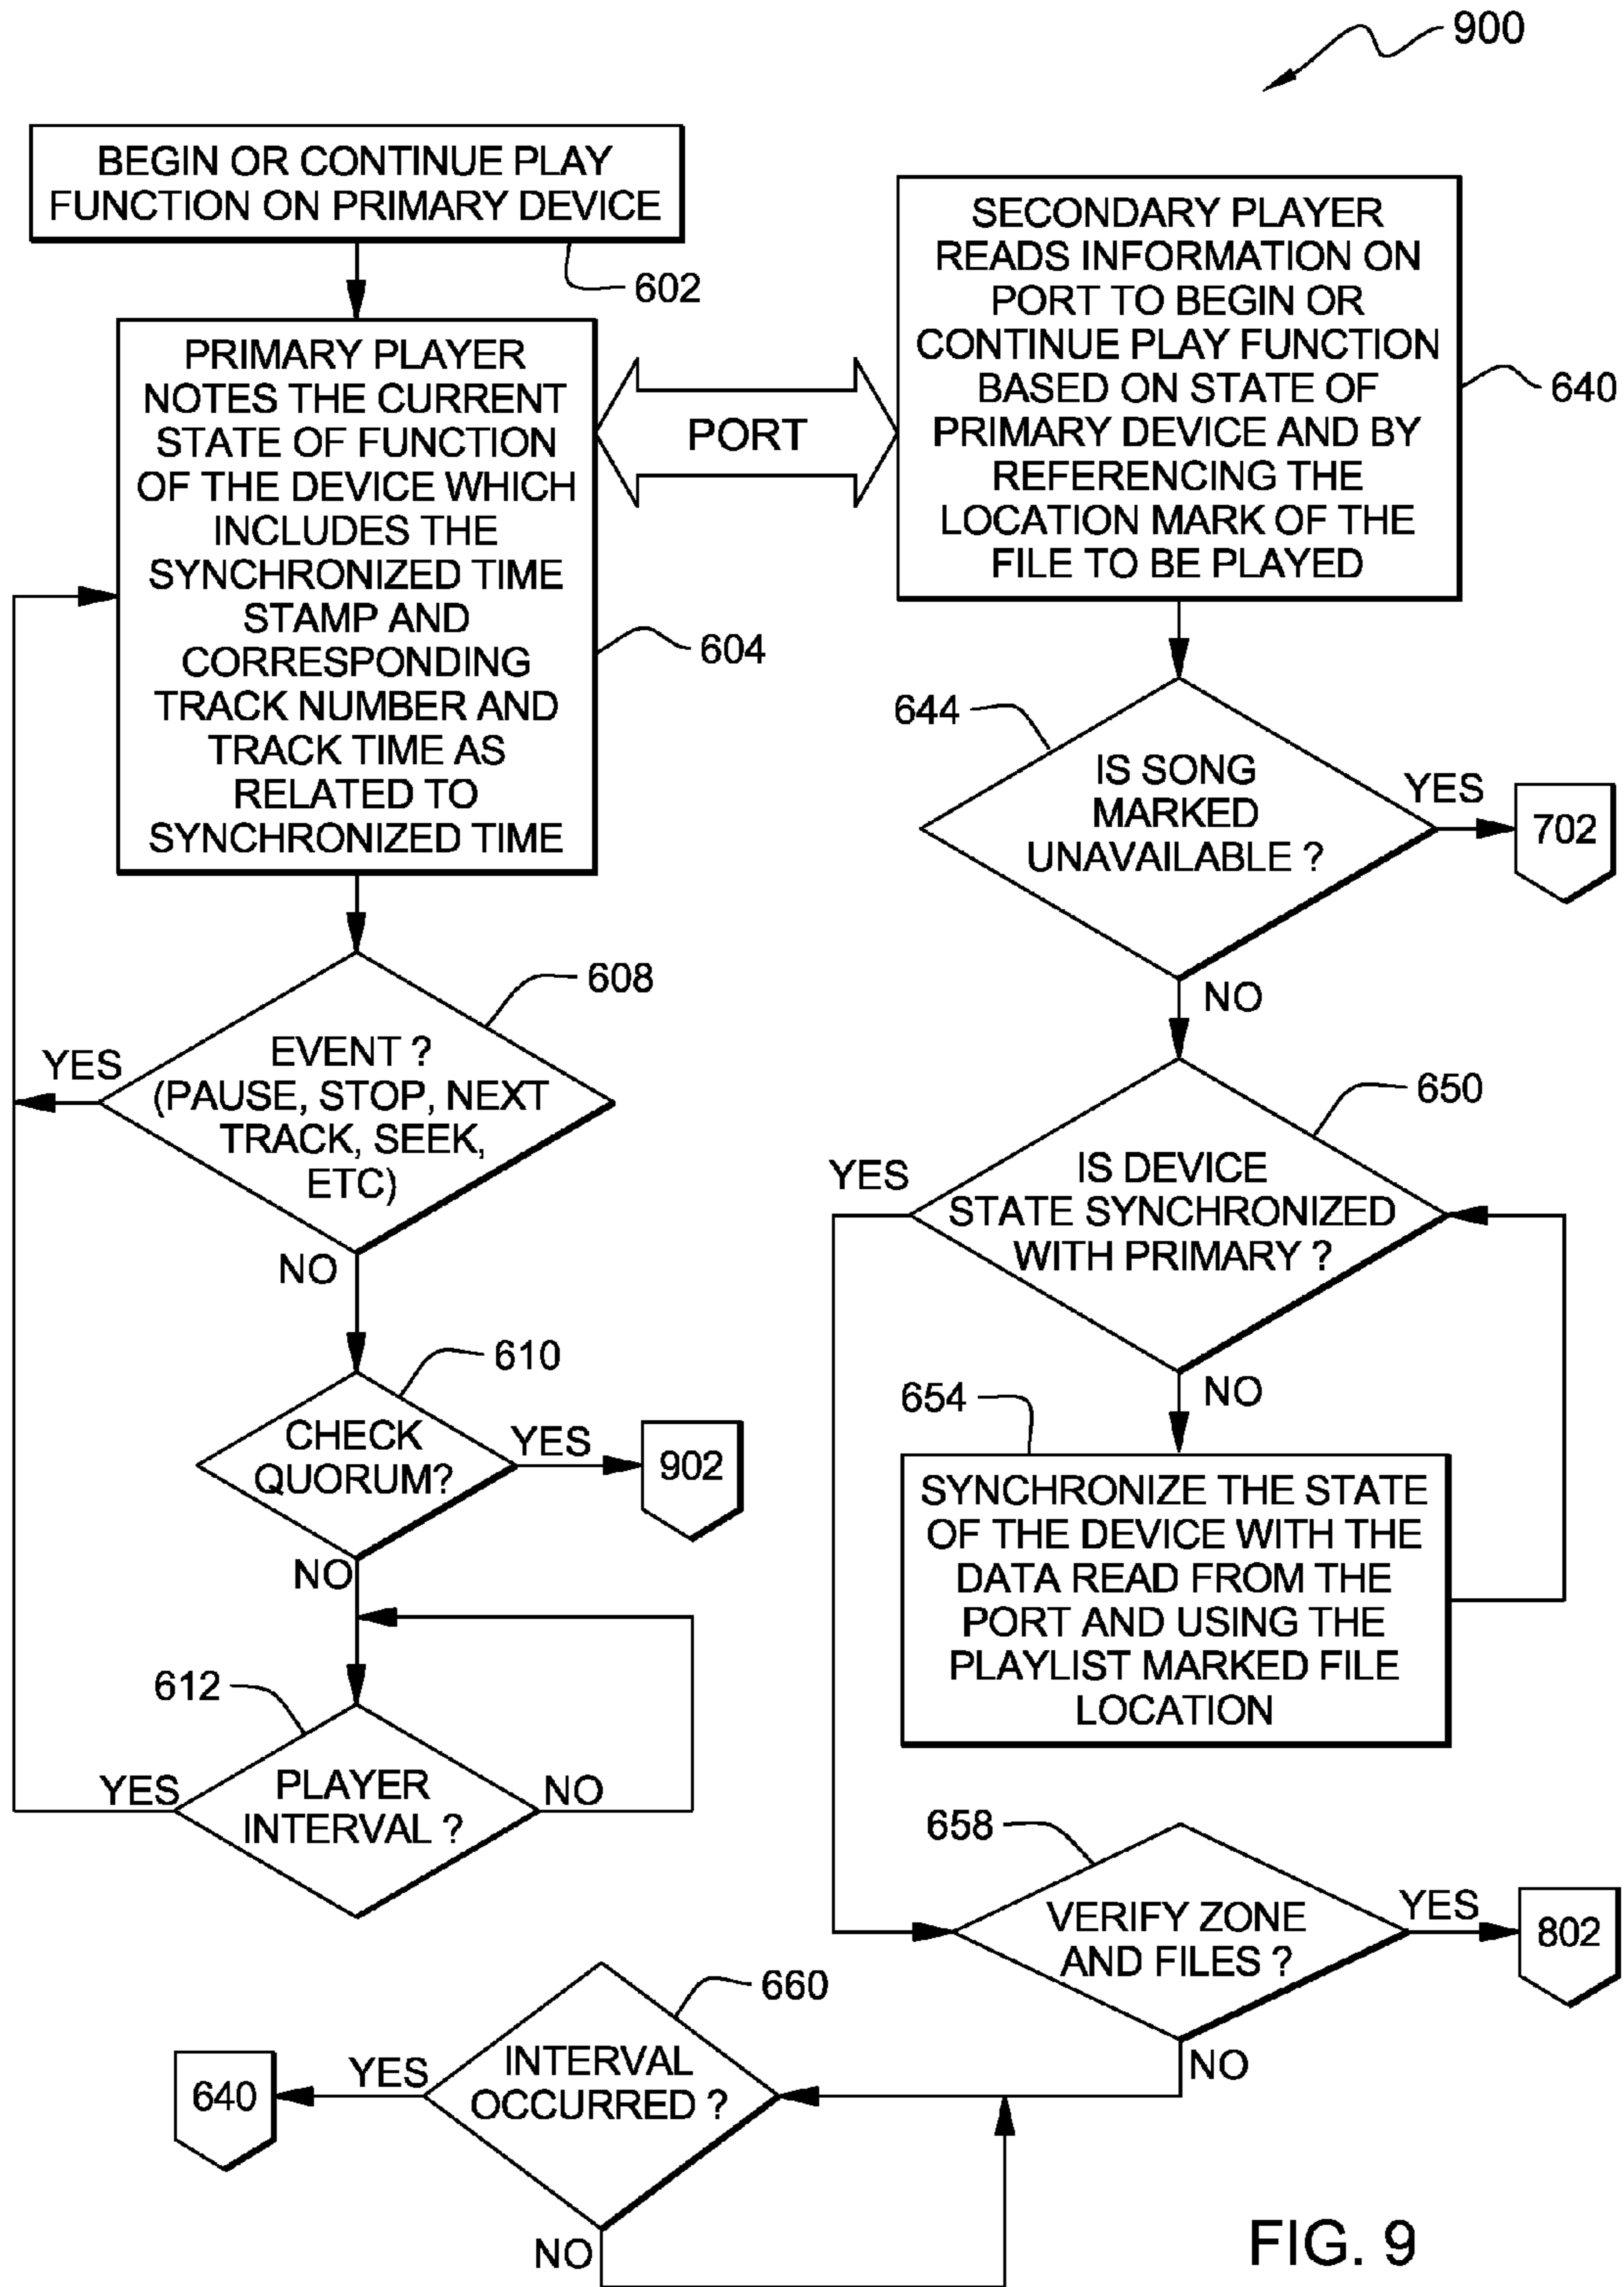 900
BEGIN OR CONTINUE PLAY
FUNCTION ON PRIMARY DEVICE
602
PRIMARY PLAYER
NOTES THE CURRENT
STATE OF FUNCTION
OF THE DEVICE WHICH
INCLUDES THE
SYNCHRONIZED TIME
STAMP AND
CORRESPONDING
TRACK NUMBER AND
TRACK TIME AS
RELATED TO
SYNCHRONIZED TIME
604
PORT
SECONDARY PLAYER
READS INFORMATION ON
PORT TO BEGIN OR
CONTINUE PLAY FUNCTION
BASED ON STATE OF
PRIMARY DEVICE AND BY
REFERENCING THE
LOCATION MARK OF THE
FILE TO BE PLAYED
640
608
EVENT ?
(PAUSE, STOP, NEXT
TRACK, SEEK,
ETC)
YES
NO
610
CHECK
QUORUM?
YES
902
NO
612
PLAYER
INTERVAL ?
YES
NO
644
IS SONG
MARKED
UNAVAILABLE ?
YES
702
NO
650
IS DEVICE
STATE SYNCHRONIZED
WITH PRIMARY ?
YES
NO
654
SYNCHRONIZE THE STATE
OF THE DEVICE WITH THE
DATA READ FROM THE
PORT AND USING THE
PLAYLIST MARKED FILE
LOCATION
658
VERIFY ZONE
AND FILES ?
YES
802
NO
660
INTERVAL
OCCURRED ?
YES
640
NO
FIG. 9